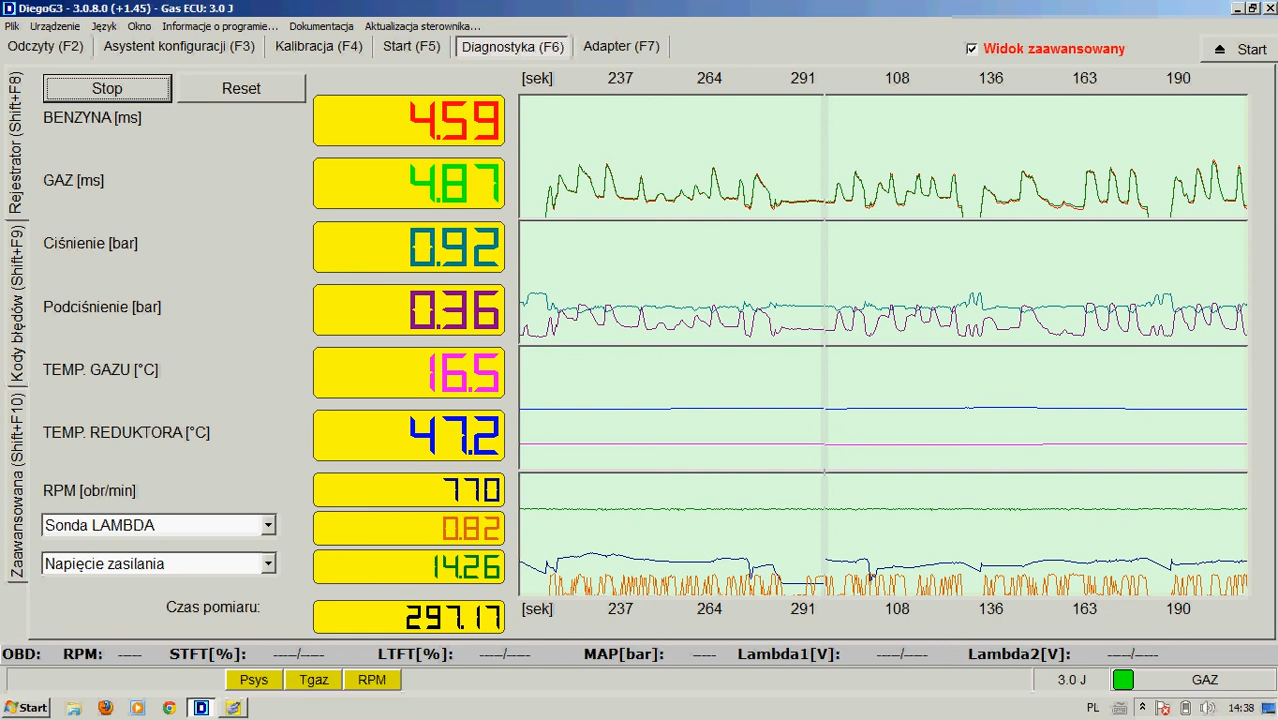 DiegoG3 - 3.0.8.0 (+1.45) - Gas ECU: 3.0 J
Plik Urządzenie Język Okno Informacje o programie... Dokumentacja Aktualizacja sterownika...
Odczyty (F2) Asystent konfiguracji (F3) Kalibracja (F4) Start (F5) Diagnostyka (F6) Adapter (F7) Widok zaawansowany Start
Rejestrator (Shift+F9)
Kody błędów (Shift+F9)
Zaawansowana (Shift+F10)
Stop Reset
[sek] 237 264 291 108 136 163 190
BENZYNA [ms] 4.59
GAZ [ms] 4.87
Ciśnienie [bar] 0.92
Podciśnienie [bar] 0.36
TEMP. GAZU [°C] 16.5
TEMP. REDUKTORA [°C] 47.2
RPM [obr/min] 770
Sonda LAMBDA 0.82
Napięcie zasilania 14.26
Czas pomiaru: 297.17
[sek] 237 264 291 108 136 163 190
OBD: RPM: ----- STFT[%]: -----/----- LTFT[%]: -----/----- MAP[bar]: ----- Lambda1[V]: -----/----- Lambda2[V]: -----/-----
Psys Tgaz RPM 3.0 J GAZ
Start D PL 14:38